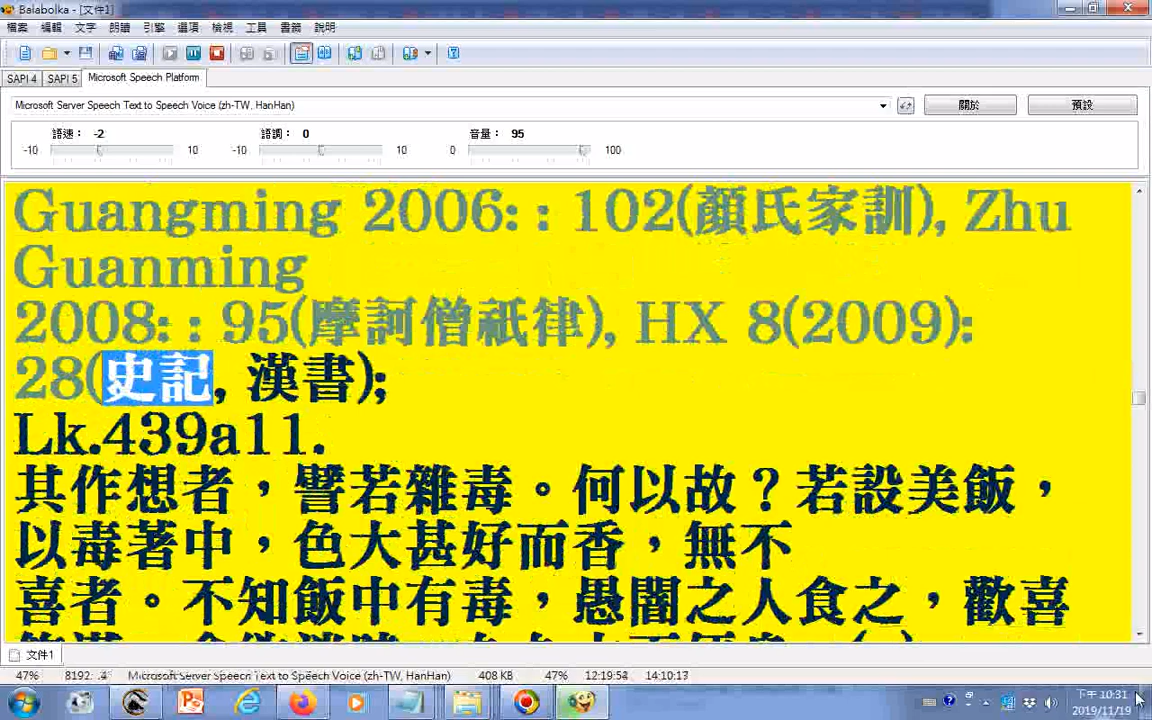 Balabolka - [文件1]
檔案 編輯 文字 朗讀 引擎 選項 檢視 工具 書籤 說明
SAPI 4 SAPI 5 Microsoft Speech Platform
Microsoft Server Speech Text to Speech Voice (zh-TW, HanHan) 關於 預設
語速： -2 語調： 0 音量： 95
-10 10 -10 10 0 100
Guangming 2006: : 102(顏氏家訓), Zhu
Guanming
2008: : 95(摩訶僧祇律), HX 8(2009):
28(史記, 漢書);
Lk.439a11.
其作想者，譬若雜毒。何以故？若設美飯，
以毒著中，色大甚好而香，無不
喜者。不知飯中有毒，愚闇之人食之，歡喜
文件1
47% Microsoft Server Speech Text to Speech Voice (zh-TW, HanHan) 408 KB 47% 12:19:54 14:10:17
下午 10:31
2019/11/19